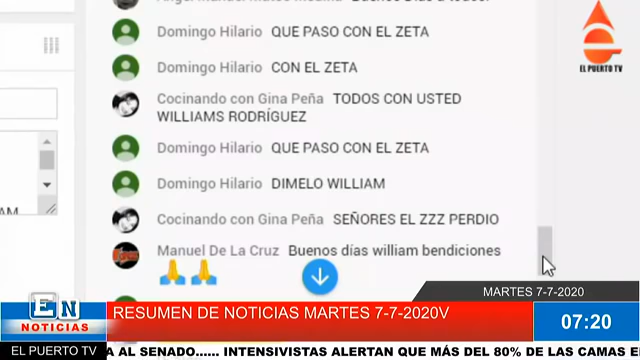 Buenos Días a todos!
Domingo Hilario QUE PASO CON EL ZETA
Domingo Hilario CON EL ZETA
Cocinando con Gina Peña TODOS CON USTED
WILLIAMS RODRÍGUEZ
Domingo Hilario QUE PASO CON EL ZETA
Domingo Hilario DIMELO WILLIAM
Cocinando con Gina Peña SEÑORES EL ZZZ PERDIO
Manuel De La Cruz Buenos días william bendiciones
🙏 🙏
EL PUERTO TV
MARTES 7-7-2020
EN
NOTICIAS
RESUMEN DE NOTICIAS MARTES 7-7-2020V
07:20
EL PUERTO TV
A AL SENADO...... INTENSIVISTAS ALERTAN QUE MÁS DEL 80% DE LAS CAMAS E